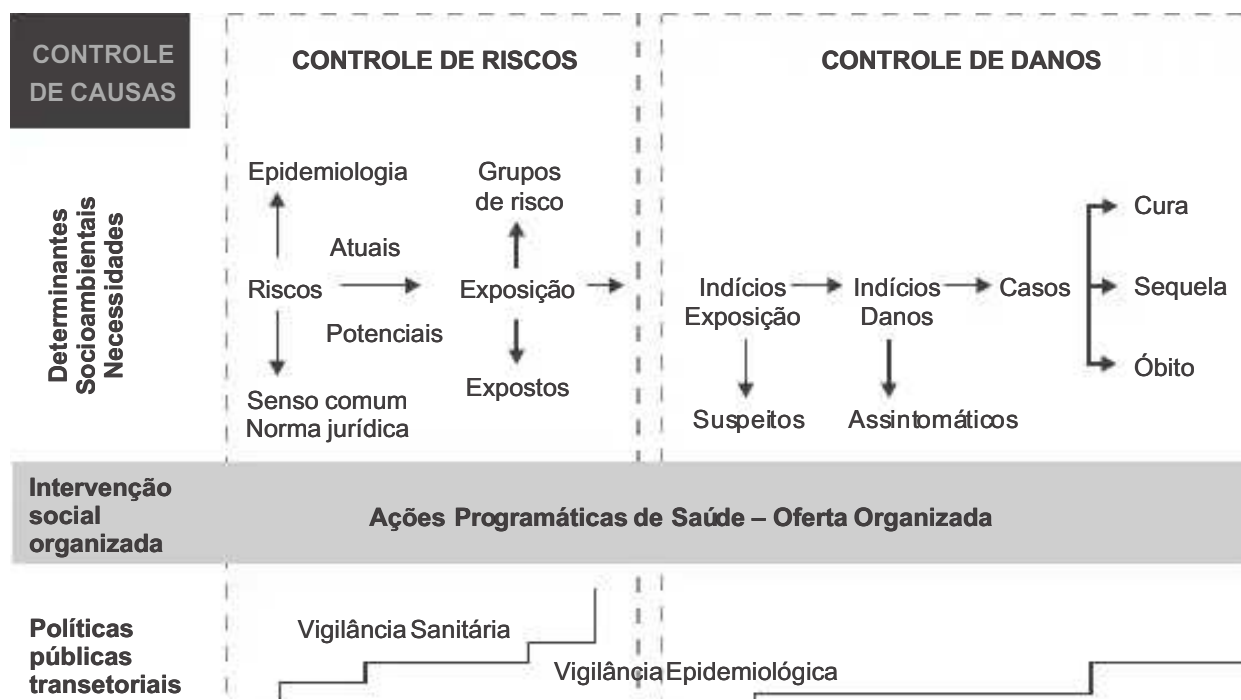 CONTROLE
DE CAUSAS
CONTROLE DE RISCOS
CONTROLE DE DANOS
Determinantes
Socioambientais
Necessidades
Epidemiologia
Grupos
de risco
Atuais
Riscos
Exposição
Potenciais
Expostos
Senso comum
Norma jurídica
Indícios
Exposição
Indícios
Danos
Casos
Cura
Sequela
Óbito
Suspeitos
Assintomáticos
Intervenção
social
organizada
Ações Programáticas de Saúde – Oferta Organizada
Políticas
públicas
transetoriais
Vigilância Sanitária
Vigilância Epidemiológica